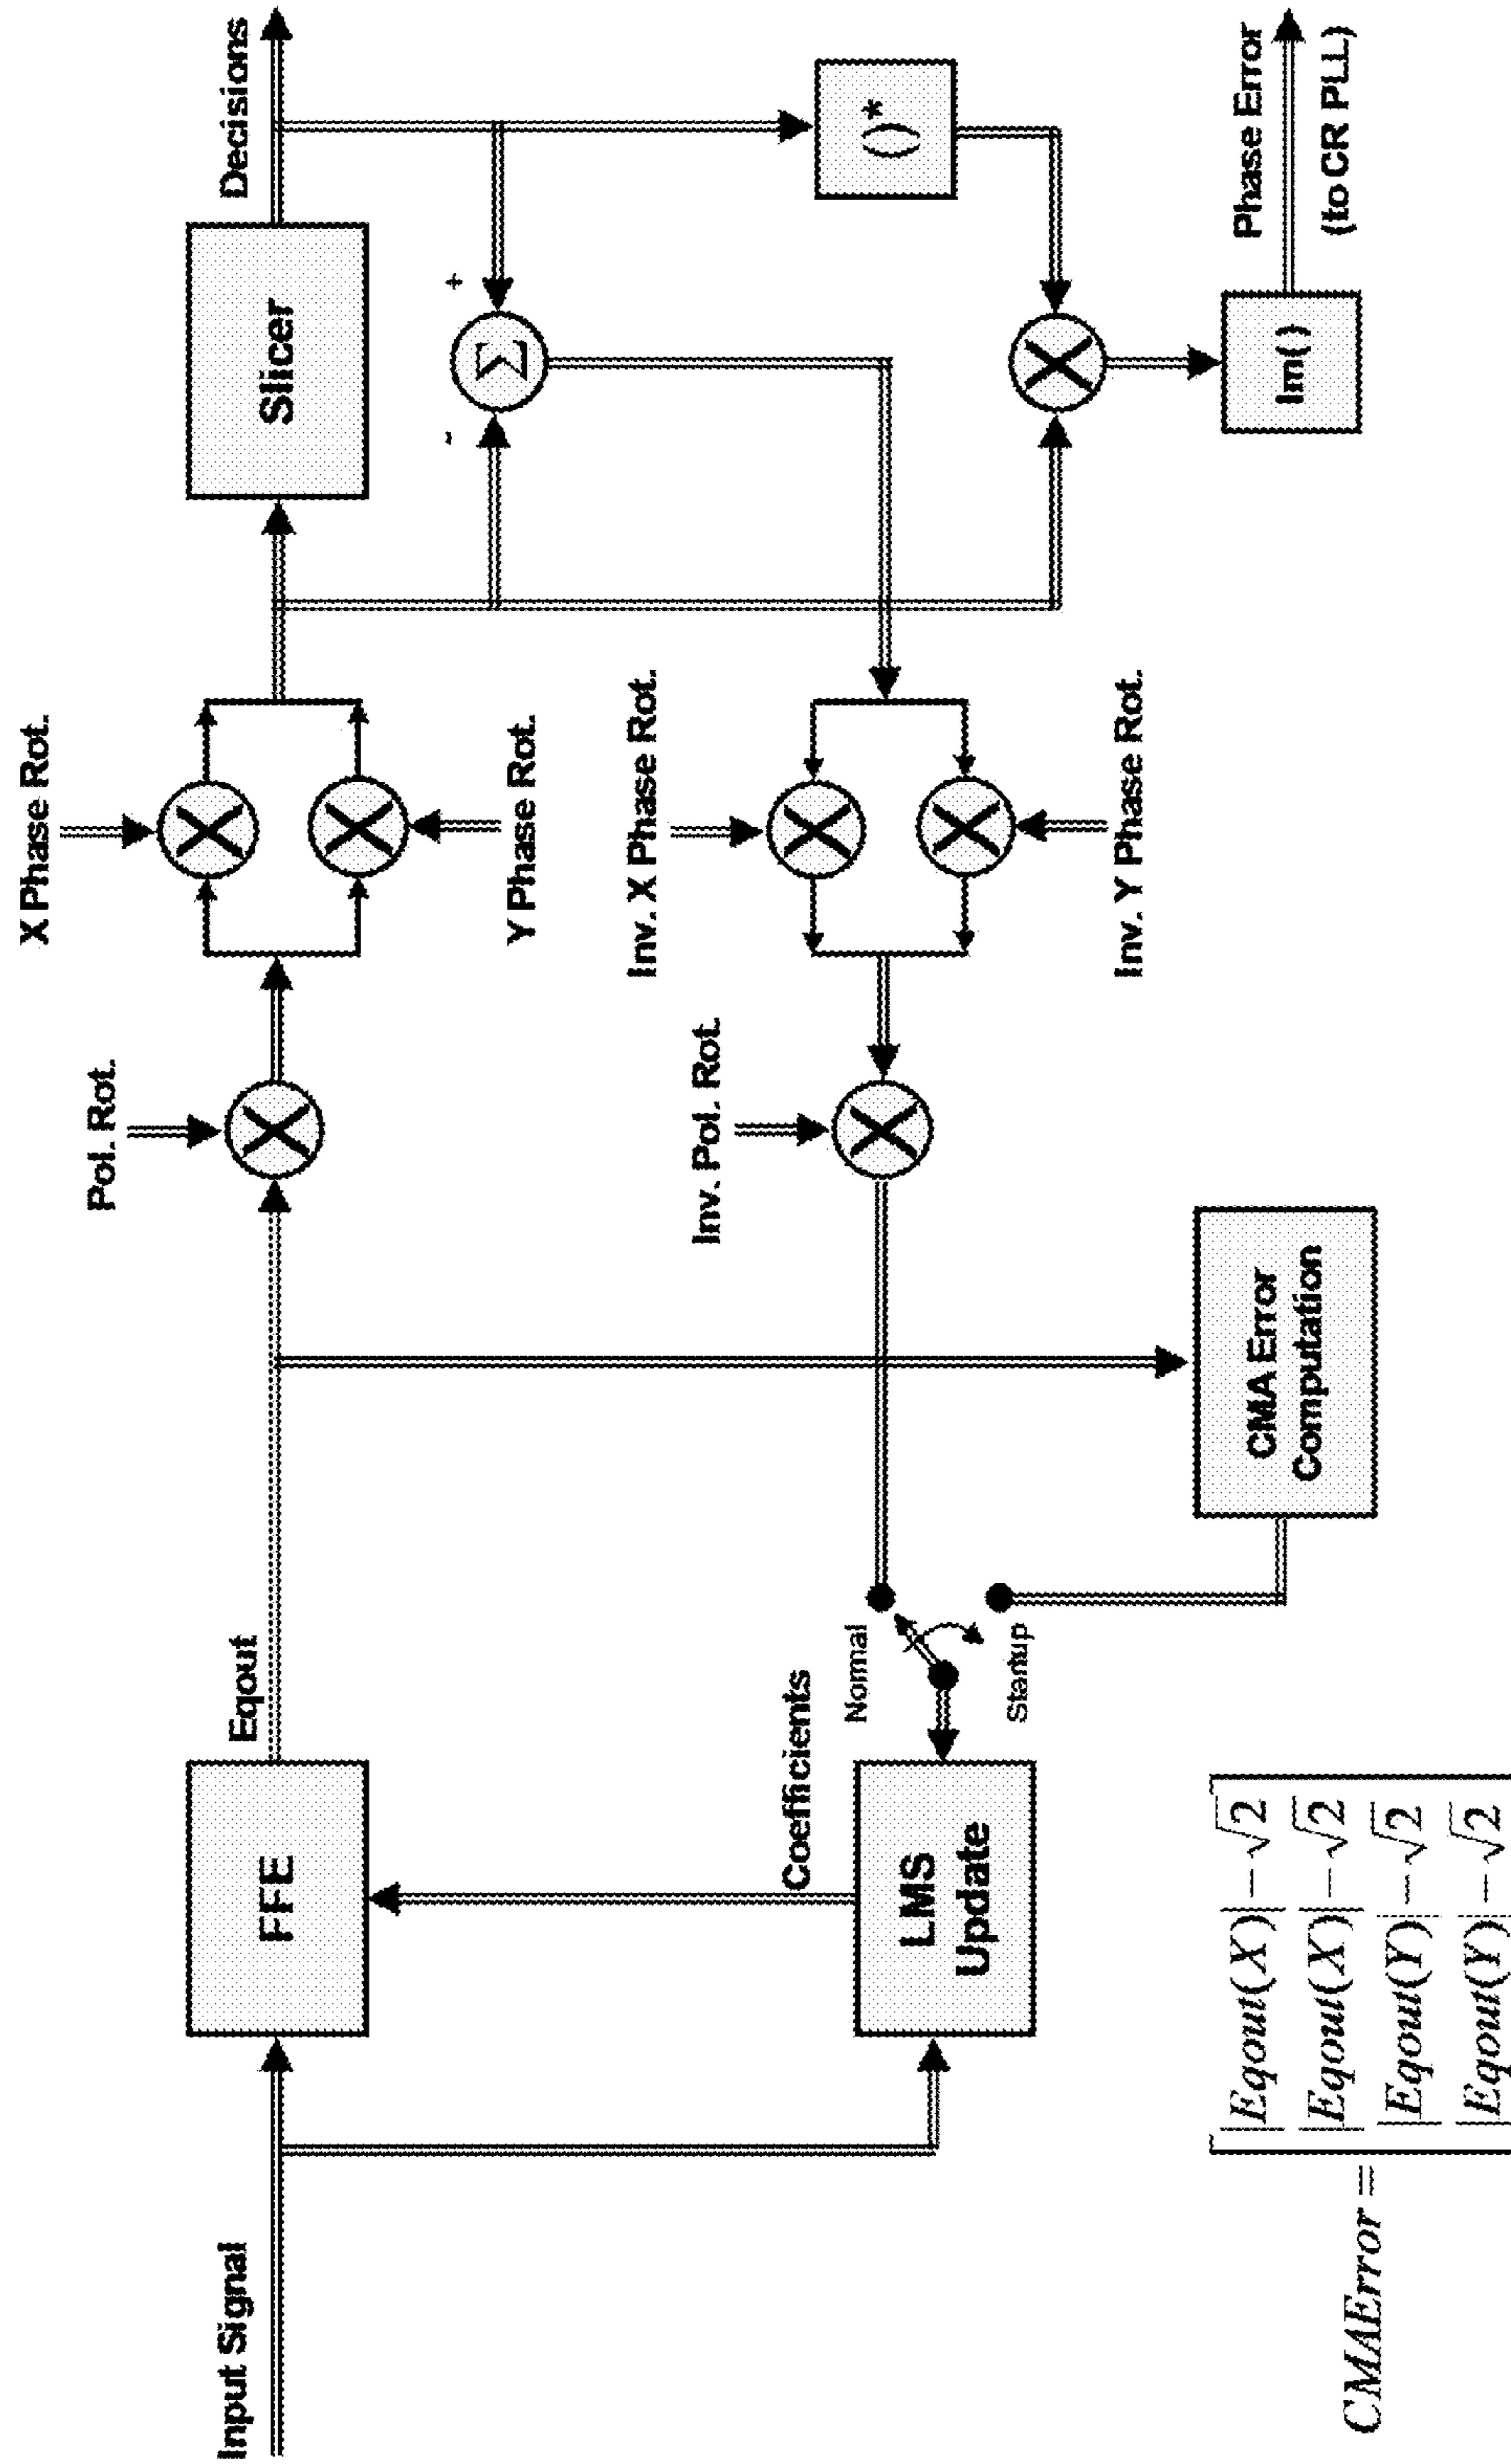 Input Signal
FFE
Eqout
Pol. Rot.
X Phase Rot.
Y Phase Rot.
Slicer
Decisions
+
-
Σ
Coefficients
LMS
Update
Normal
Startup
Inv. Pol. Rot.
Inv. X Phase Rot.
Inv. Y Phase Rot.
()*
CMA Error
Computation
Im()
Phase Error
(to CR PLL)
CMAError =
|Eqout(X)| − √2
|Eqout(X)| − √2
|Eqout(Y)| − √2
|Eqout(Y)| − √2